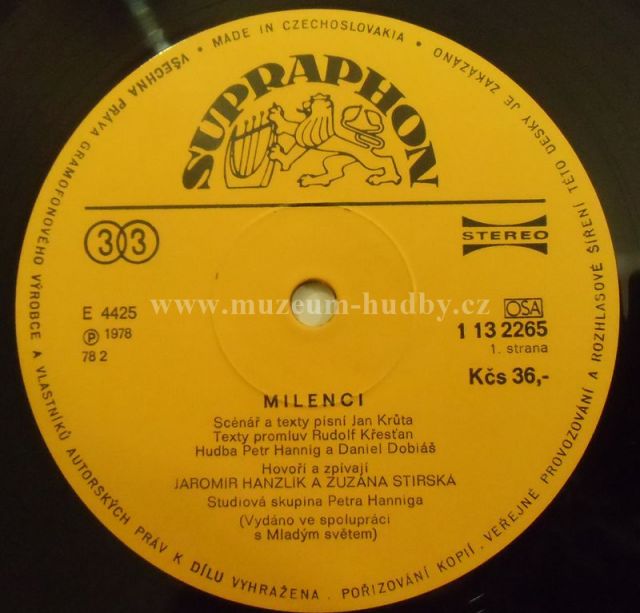 VŠECHNA PRÁVA GRAMOFONOVÉHO VÝROBCE A VLASTNÍKŮ AUTORSKÝCH PRÁV K DÍLU VYHRAŽENA . POŘIZOVÁNÍ KOPIÍ . VEŘEJNÉ PROVOZOVÁNÍ A ROZHLASOVÉ ŠÍŘENÍ TÉTO DESKY JE ZAKÁZÁNO
• MADE IN CZECHOSLOVAKIA •
SUPRAPHON
33
STEREO
www.muzeum-hudby.cz
E 4425
OSA
Ⓟ 1978
1 13 2265
78 2
1. strana
Kčs 36,-
MILENCI
Scénář a texty písní Jan Krůta
Texty promluv Rudolf Křesťan
Hudba Petr Hannig a Daniel Dobiáš
Hovoří a zpívají
JAROMÍR HANZLÍK A ZUZANA STIRSKÁ
Studiová skupina Petra Hanniga
(Vydáno ve spolupráci
s Mladým světem)